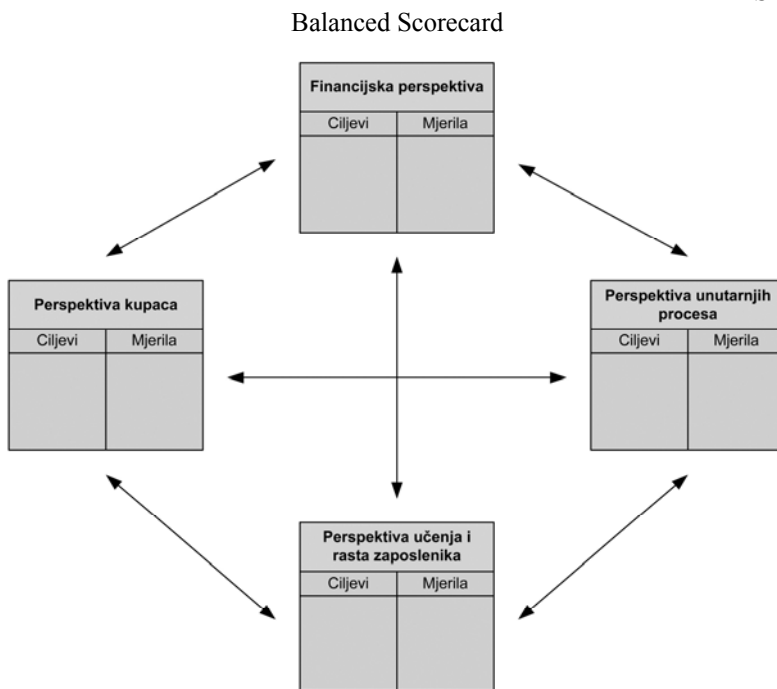 Balanced Scorecard
Financijska perspektiva
Ciljevi Mjerila
Perspektiva kupaca
Ciljevi Mjerila
Perspektiva unutarnjih
procesa
Ciljevi Mjerila
Perspektiva učenja i
rasta zaposlenika
Ciljevi Mjerila